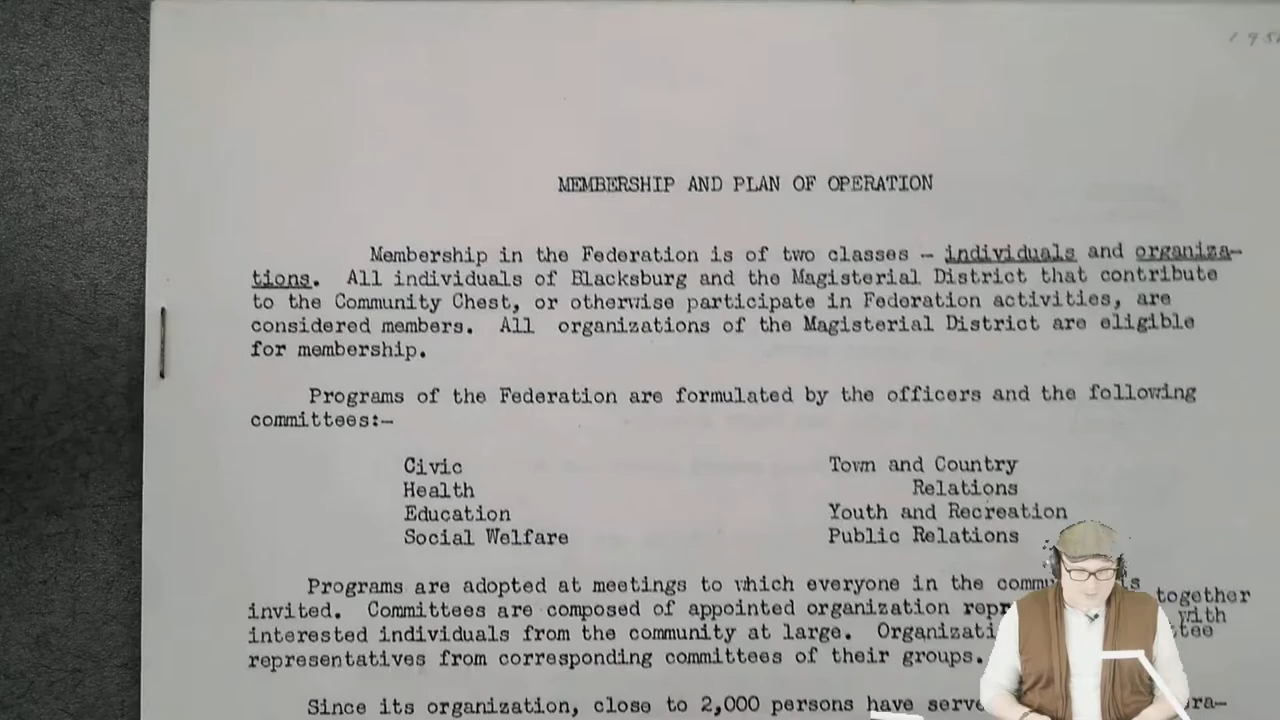 MEMBERSHIP AND PLAN OF OPERATION
Membership in the Federation is of two classes – individuals and organiza–
tions. All individuals of Blacksburg and the Magisterial District that contribute
to the Community Chest, or otherwise participate in Federation activities, are
considered members. All organizations of the Magisterial District are eligible
for membership.
Programs of the Federation are formulated by the officers and the following
committees:–
Civic Town and Country
Health Relations
Education Youth and Recreation
Social Welfare Public Relations
Programs are adopted at meetings to which everyone in the
invited. Committees are composed of appointed organization together
interested individuals from the community at large. with
representatives from corresponding committees of their groups.
Since its organization, close to 2,000 persons have